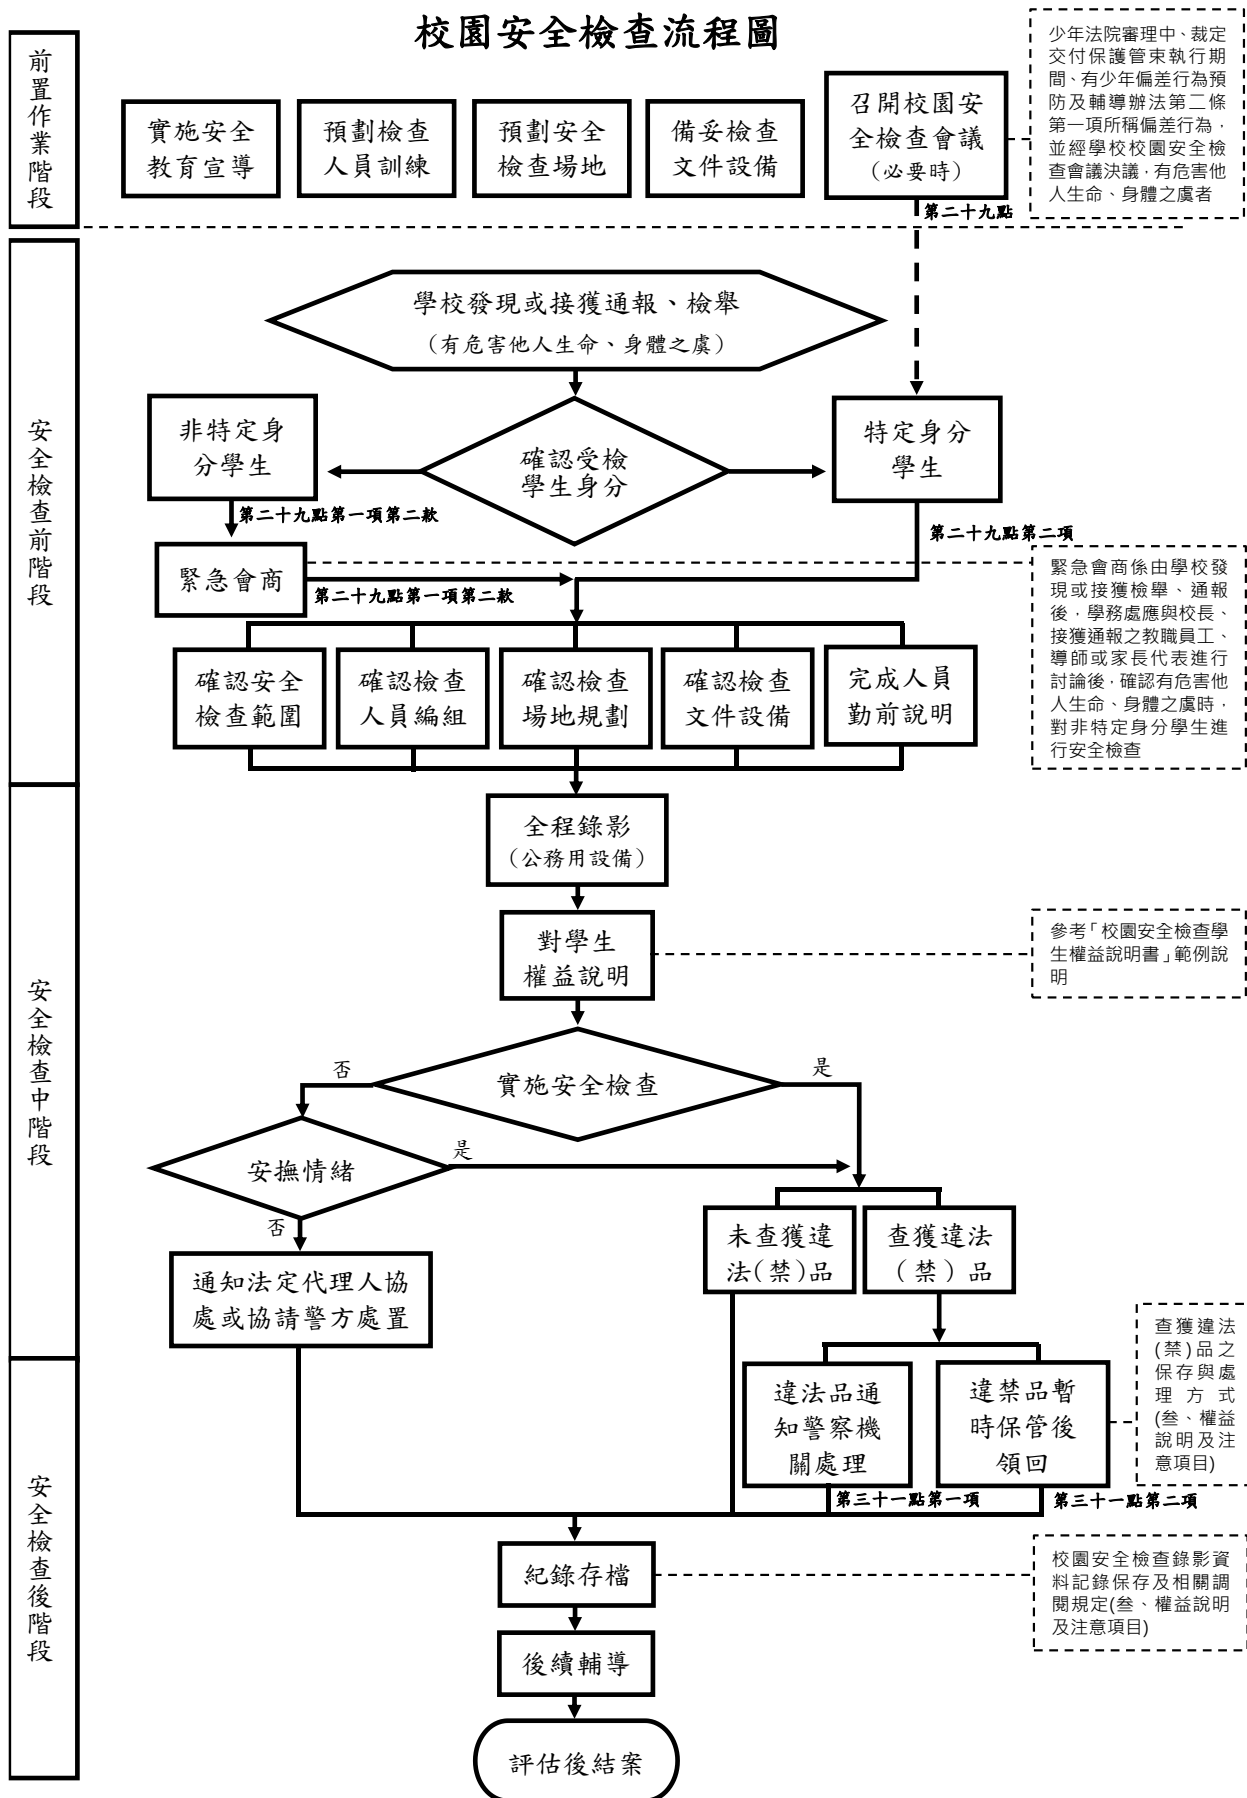 校園安全檢查流程圖
前置作業階段
實施安全
教育宣導
預劃檢查
人員訓練
預劃安全
檢查場地
備妥檢查
文件設備
召開校園安
全檢查會議
(必要時)
第二十九點
少年法院審理中、裁定
交付保護管束執行期
間、有少年偏差行為預
防及輔導辦法第二條
第一項所稱偏差行為，
並經學校校園安全檢
查會議決議，有危害他
人生命、身體之虞者
安全檢查前階段
學校發現或接獲通報、檢舉
（有危害他人生命、身體之虞）
非特定身
分學生
確認受檢
學生身分
特定身分
學生
第二十九點第一項第二款
第二十九點第二項
緊急會商
第二十九點第一項第二款
緊急會商係由學校發
現或接獲檢舉、通報
後，學務處應與校長、
接獲通報之教職員工、
導師或家長代表進行
討論後，確認有危害他
人生命、身體之虞時，
對非特定身分學生進
行安全檢查
確認安全
檢查範圍
確認檢查
人員編組
確認檢查
場地規劃
確認檢查
文件設備
完成人員
勤前說明
安全檢查中階段
全程錄影
（公務用設備）
對學生
權益說明
參考「校園安全檢查學
生權益說明書」範例說
明
實施安全檢查
否
是
安撫情緒
是
否
通知法定代理人協
處或協請警方處置
未查獲違
法(禁)品
查獲違法
（禁）品
安全檢查後階段
違法品通
知警察機
關處理
違禁品暫
時保管後
領回
查獲違法
(禁)品之
保存與處
理方式
(叁、權益
說明及注
意項目)
第三十一點第一項
第三十一點第二項
紀錄存檔
校園安全檢查錄影資
料記錄保存及相關調
閱規定(叁、權益說明
及注意項目)
後續輔導
評估後結案